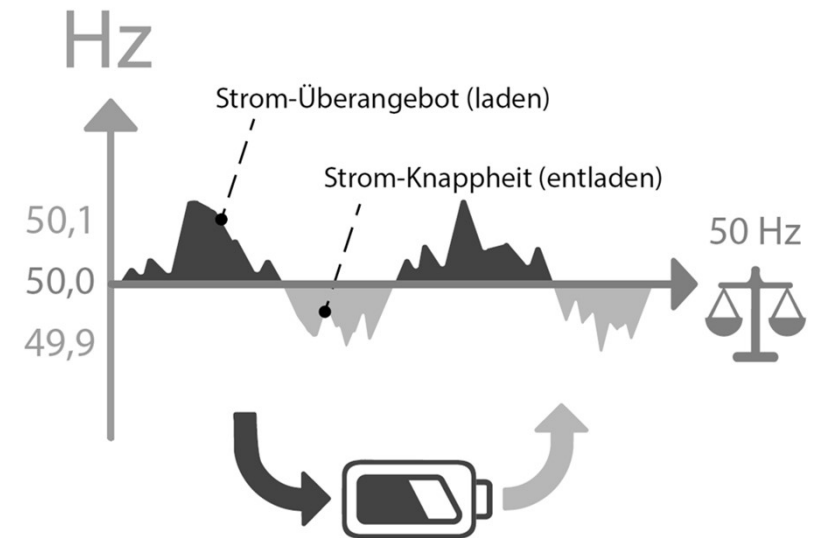 Hz
Strom-Überangebot (laden)
Strom-Knappheit (entladen)
50,1
50 Hz
50,0
49,9